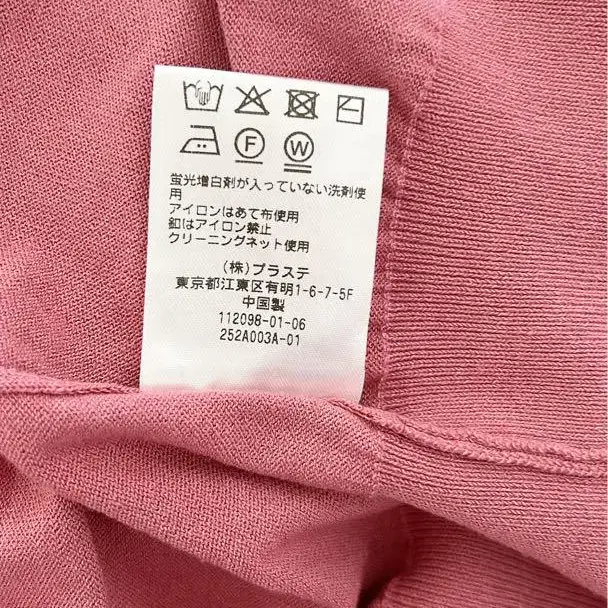 F W
蛍光増白剤が入っていない洗剤使
用
アイロンはあて布使用
釦はアイロン禁止
クリーニングネット使用
(株)プラステ
東京都江東区有明1-6-7-5F
中国製
112098-01-06
252A003A-01